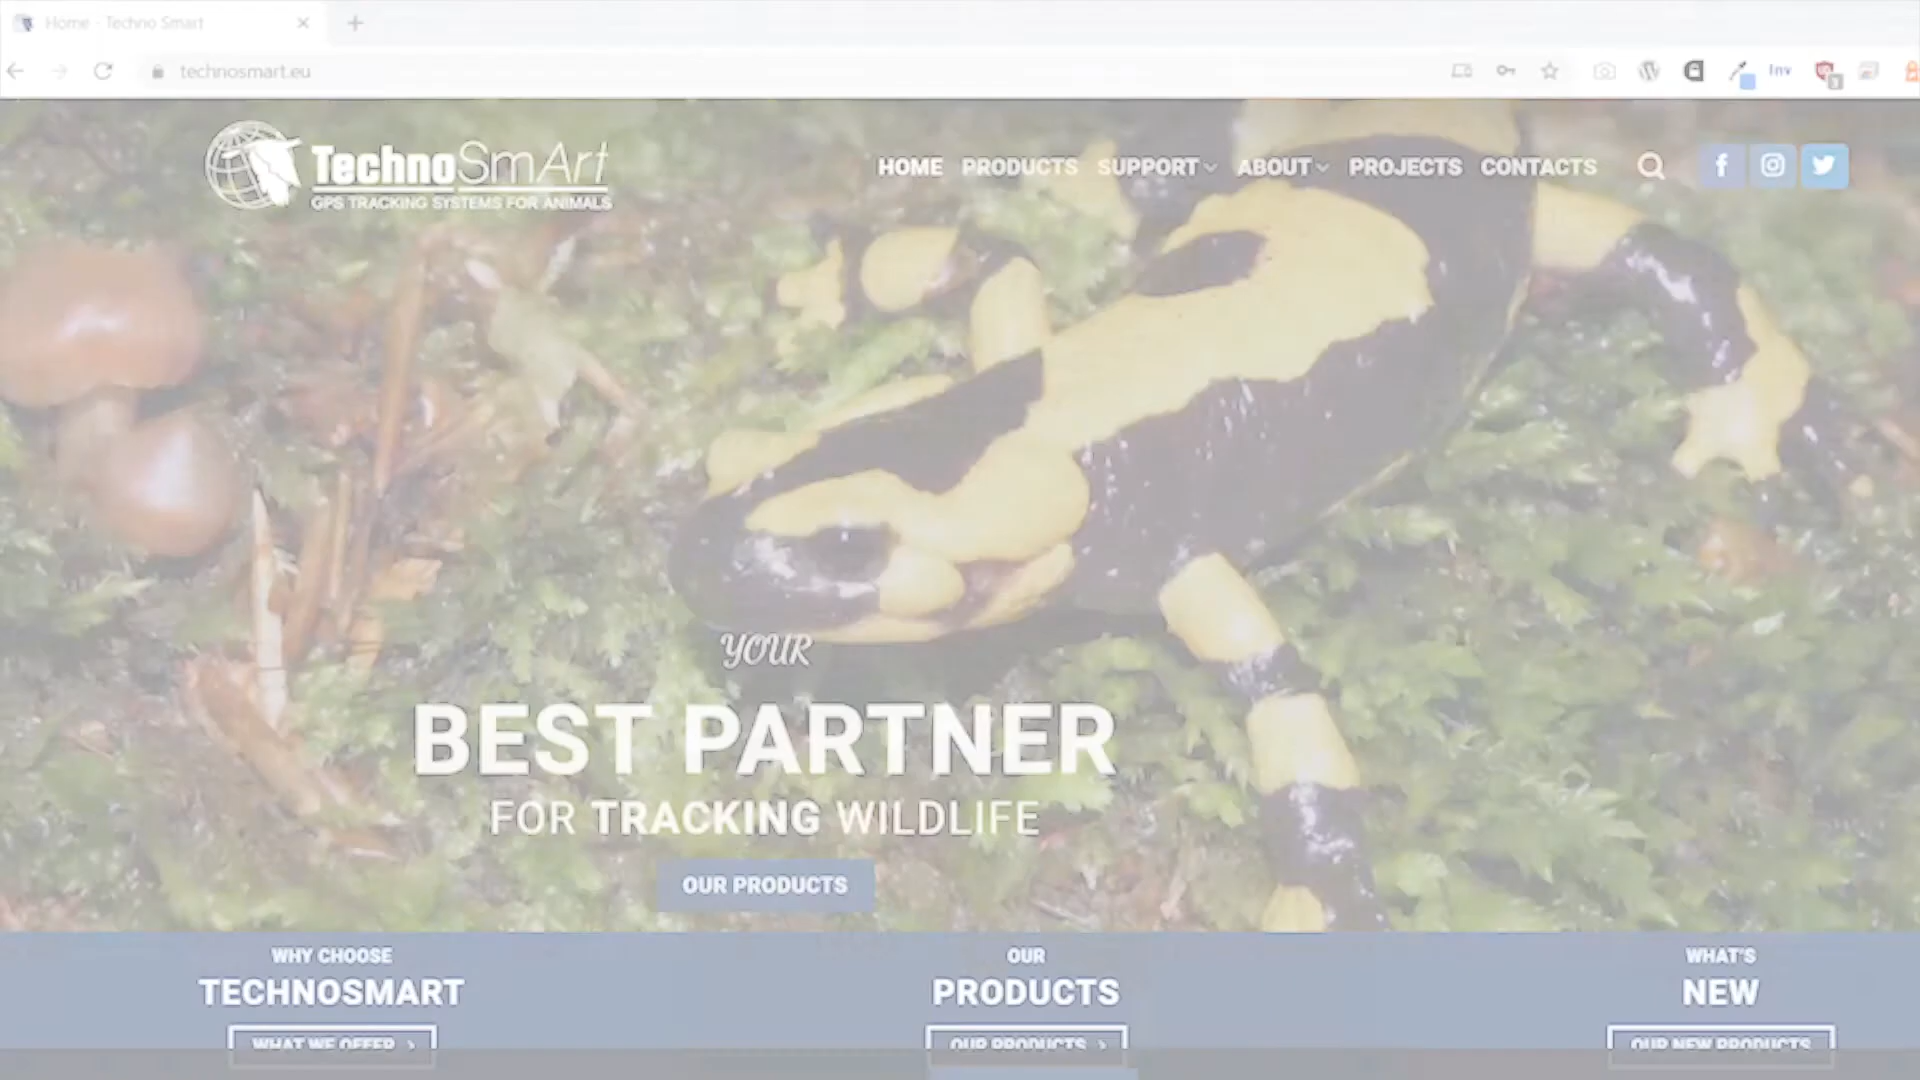 Home - Techno Smart
technosmart.eu
Inv
3
TechnoSmArt
GPS TRACKING SYSTEMS FOR ANIMALS
HOME PRODUCTS SUPPORT ABOUT PROJECTS CONTACTS
YOUR
BEST PARTNER
FOR TRACKING WILDLIFE
OUR PRODUCTS
WHY CHOOSE
TECHNOSMART
WHAT WE OFFER
OUR
PRODUCTS
OUR PRODUCTS
WHAT'S
NEW
OUR NEW PRODUCTS